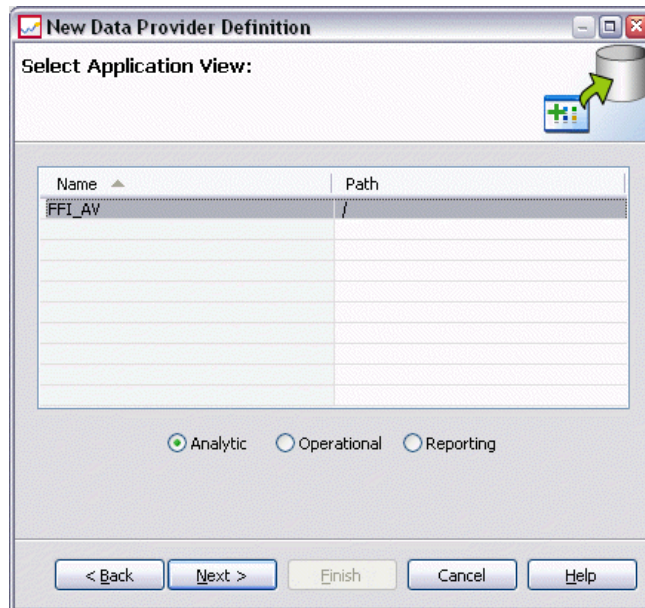 New Data Provider Definition
Select Application View:
Name Path
FFI_AV /
Analytic Operational Reporting
< Back Next > Finish Cancel Help